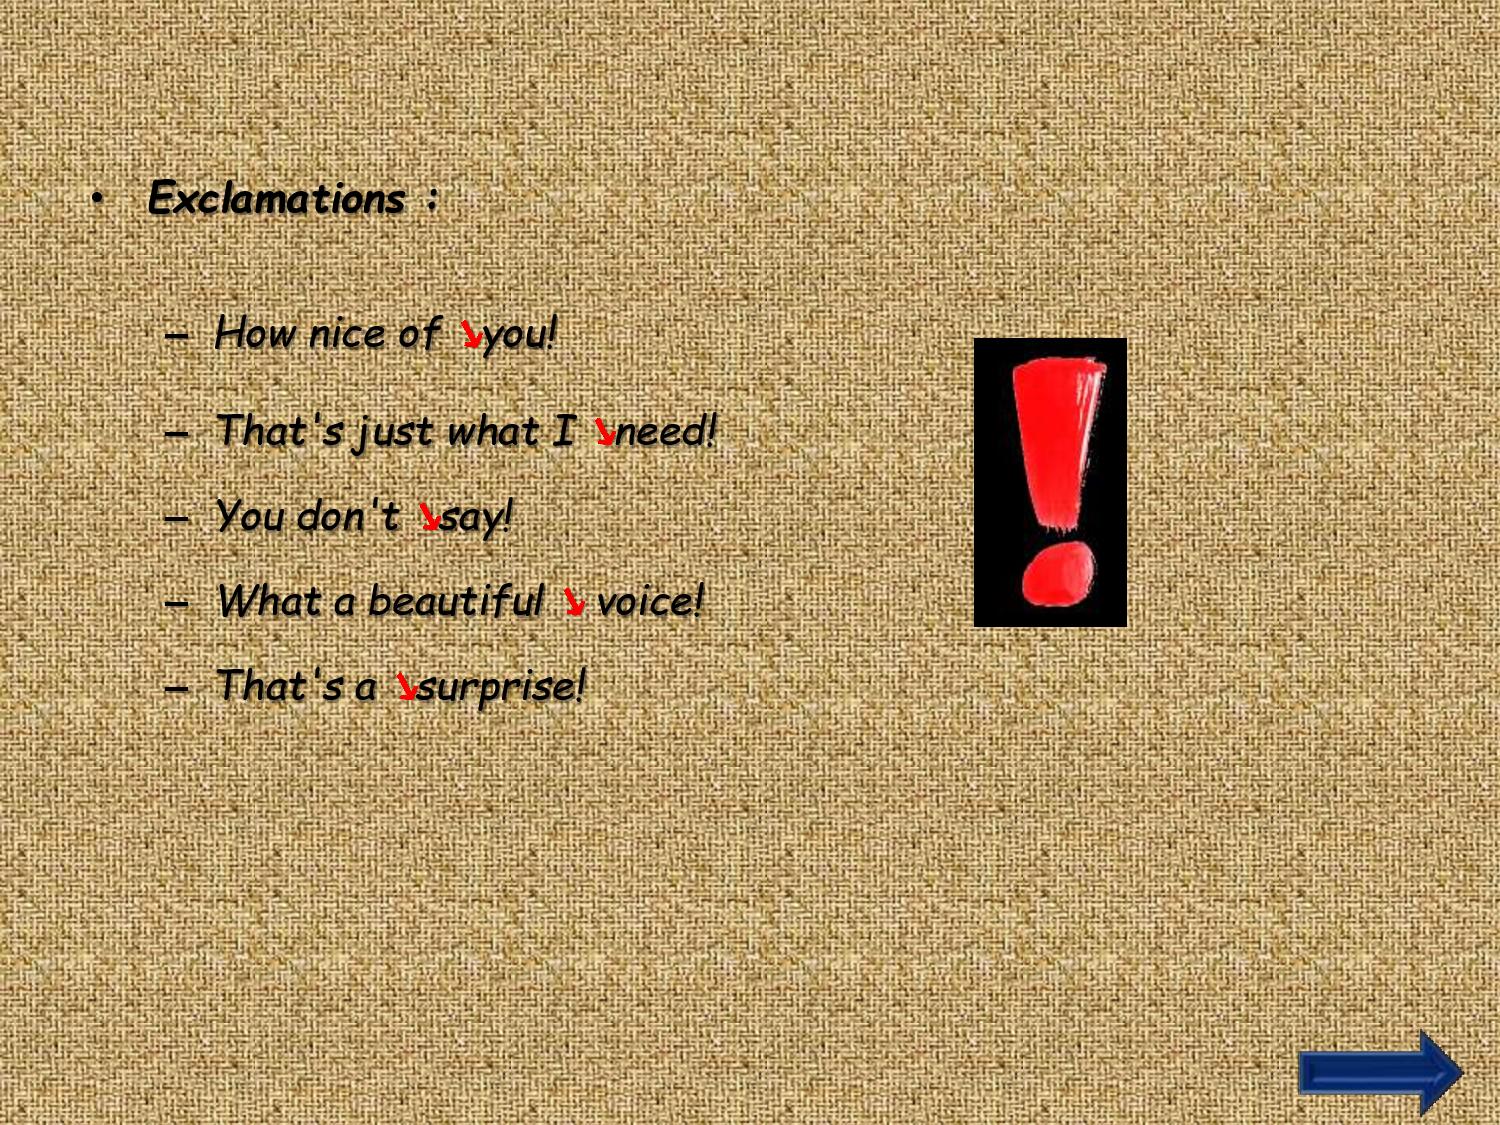 • Exclamations :
– How nice of ↘you!
– That's just what I ↘need!
– You don't ↘say!
– What a beautiful ↘ voice!
– That's a ↘surprise!